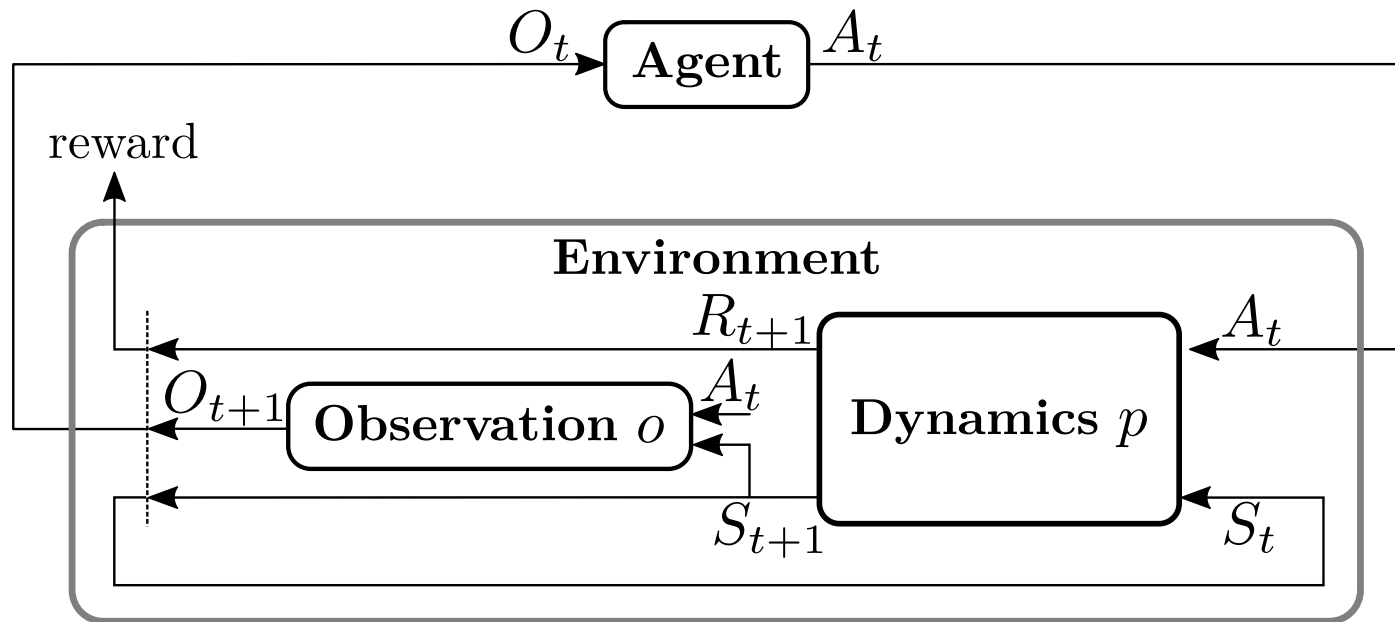 O_t Agent A_t
reward
Environment
R_{t+1} A_t
O_{t+1} A_t
Observation o Dynamics p
S_{t+1} S_t